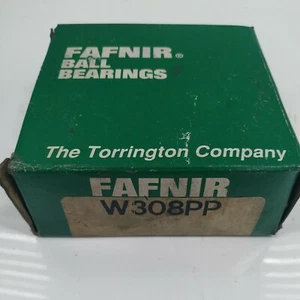 FAFNIR®
BALL
BEARINGS
The Torrington Company
FAFNIR
W308PP